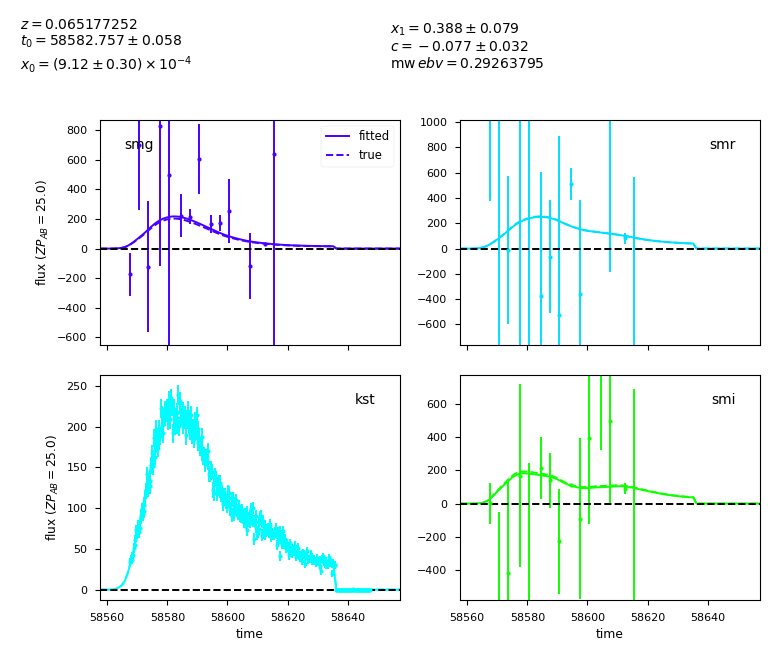 z = 0.065177252
t₀ = 58582.757 ± 0.058
x₀ = (9.12 ± 0.30) × 10⁻⁴
x₁ = 0.388 ± 0.079
c = −0.077 ± 0.032
mw ebv = 0.29263795
800
600
400
200
0
−200
−400
−600
flux (ZP_AB = 25.0)
smg
fitted
true
1000
800
600
400
200
0
−200
−400
−600
smr
250
200
150
100
50
0
flux (ZP_AB = 25.0)
kst
58560
58580
58600
58620
58640
time
600
400
200
0
−200
−400
smi
58560
58580
58600
58620
58640
time